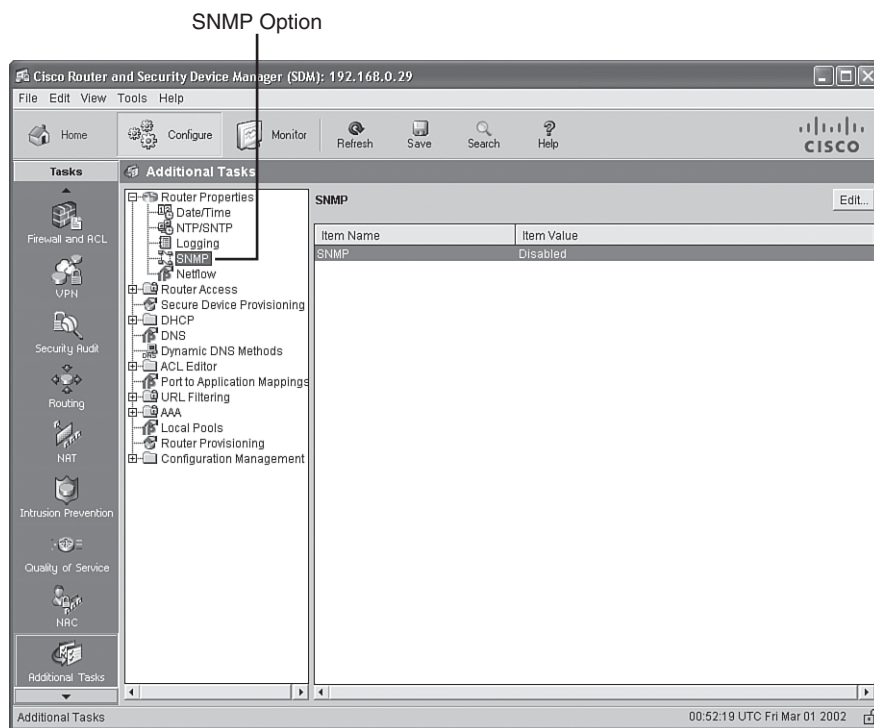 SNMP Option
Cisco Router and Security Device Manager (SDM): 192.168.0.29
File Edit View Tools Help
Home Configure Monitor Refresh Save Search Help CISCO
Tasks
Additional Tasks
Firewall and ACL
VPN
Security Audit
Routing
NAT
Intrusion Prevention
Quality of Service
NAC
Additional Tasks
Router Properties
Date/Time
NTP/SNTP
Logging
SNMP
Netflow
Router Access
Secure Device Provisioning
DHCP
DNS
Dynamic DNS Methods
ACL Editor
Port to Application Mappings
URL Filtering
AAA
Local Pools
Router Provisioning
Configuration Management
SNMP Edit...
Item Name Item Value
SNMP Disabled
Additional Tasks 00:52:19 UTC Fri Mar 01 2002